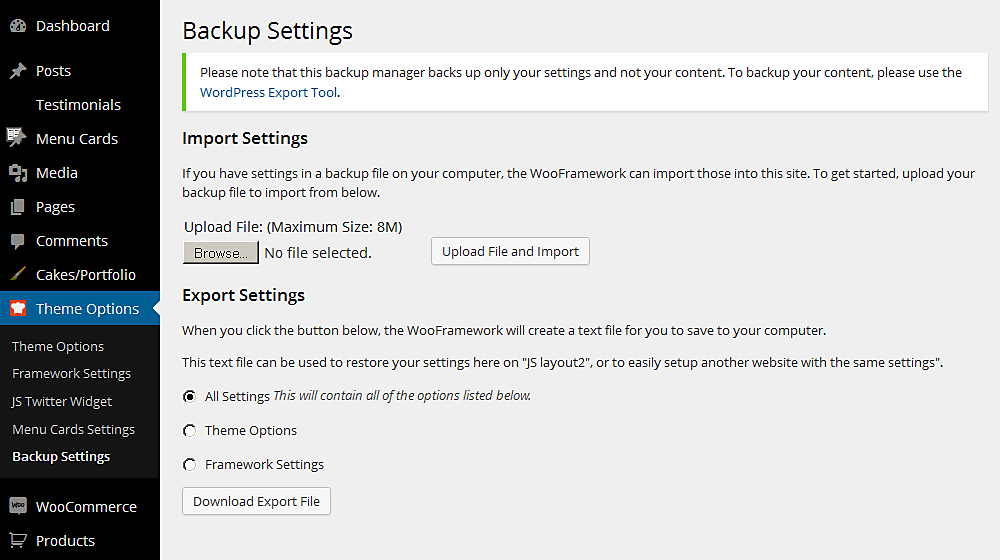 Dashboard
Posts
Testimonials
Menu Cards
Media
Pages
Comments
Cakes/Portfolio
Theme Options
Theme Options
Framework Settings
JS Twitter Widget
Menu Cards Settings
Backup Settings
Woo WooCommerce
Products
Backup Settings
Please note that this backup manager backs up only your settings and not your content. To backup your content, please use the
WordPress Export Tool.
Import Settings
If you have settings in a backup file on your computer, the WooFramework can import those into this site. To get started, upload your
backup file to import from below.
Upload File: (Maximum Size: 8M)
Browse... No file selected. Upload File and Import
Export Settings
When you click the button below, the WooFramework will create a text file for you to save to your computer.
This text file can be used to restore your settings here on "JS layout2", or to easily setup another website with the same settings".
All Settings This will contain all of the options listed below.
Theme Options
Framework Settings
Download Export File